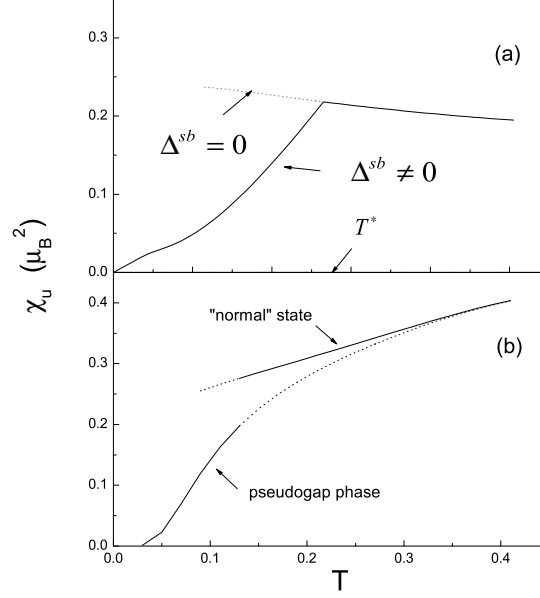 0.3
(a)
0.2
Δ^{sb} = 0
Δ^{sb} ≠ 0
0.1
T^*
0.0
χ_u (μ_B^2)
0.4
"normal" state
(b)
0.3
0.2
pseudogap phase
0.1
0.0
0.0 0.1 0.2 0.3 0.4
T